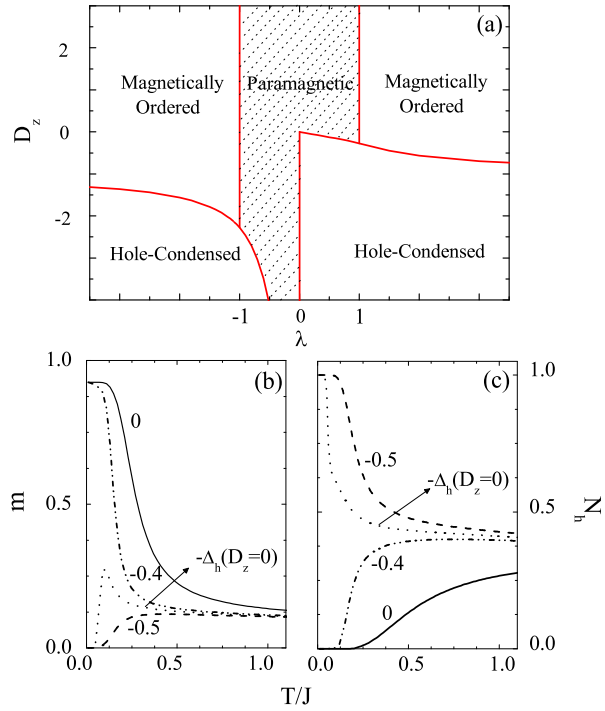 (a)
2
0
-2
D_z
Magnetically
Ordered
Paramagnetic
Magnetically
Ordered
Hole-Condensed
Hole-Condensed
-1 0 1
λ
(b)
1.0
0.5
0.0
m
0
-0.4
-Δ_h(D_z=0)
-0.5
0.0 0.5 1.0
(c)
1.0
0.5
0.0
N_h
-0.5
-Δ_h(D_z=0)
-0.4
0
0.0 0.5 1.0
T/J